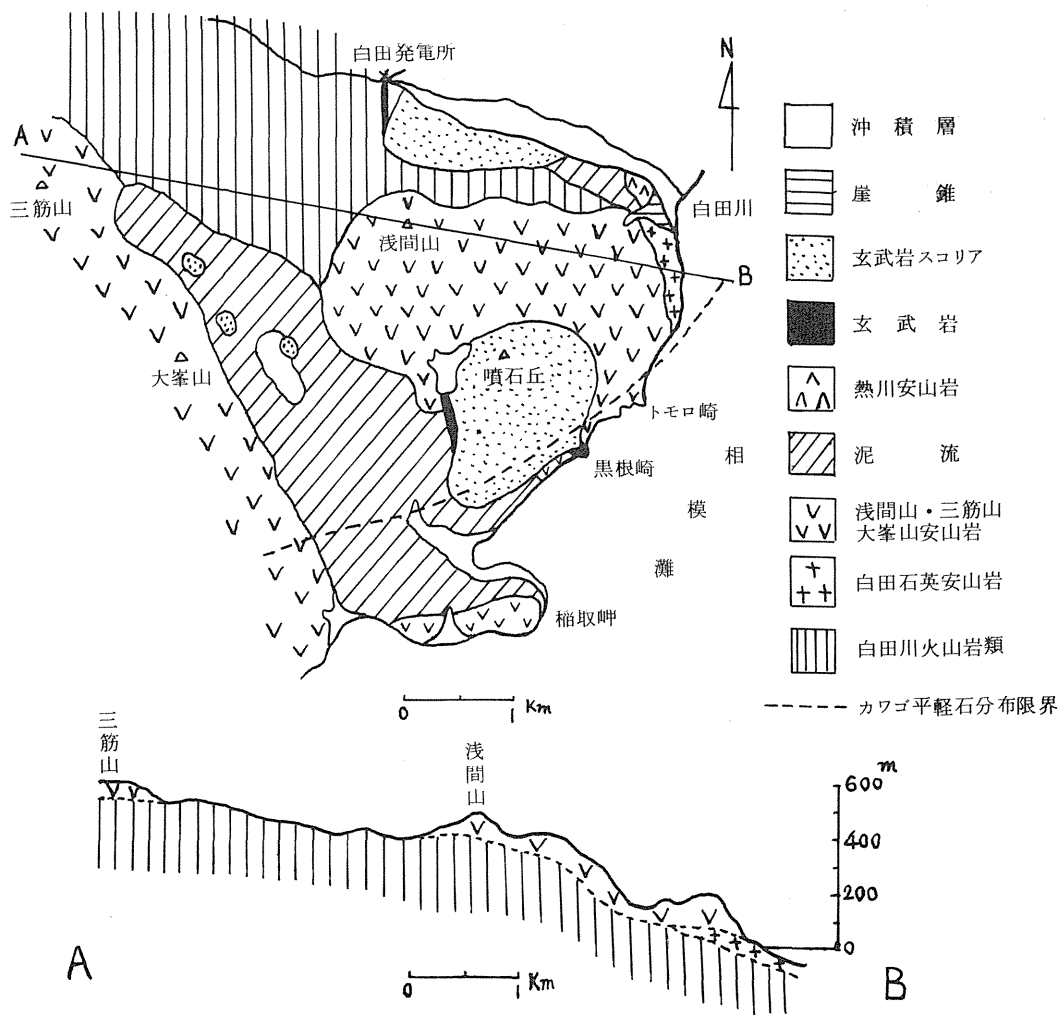 白田発電所
N
A
三筋山
浅間山
白田川
B
大峯山
噴石丘
トモロ崎
黒根崎
相
模
灘
稲取岬
0 1 Km
沖積層
崖錐
玄武岩スコリア
玄武岩
熱川安山岩
泥流
浅間山・三筋山
大峯山安山岩
白田石英安山岩
白田川火山岩類
カワゴ平軽石分布限界
三筋山
浅間山
m
600
400
200
0
A
0 1 Km
B